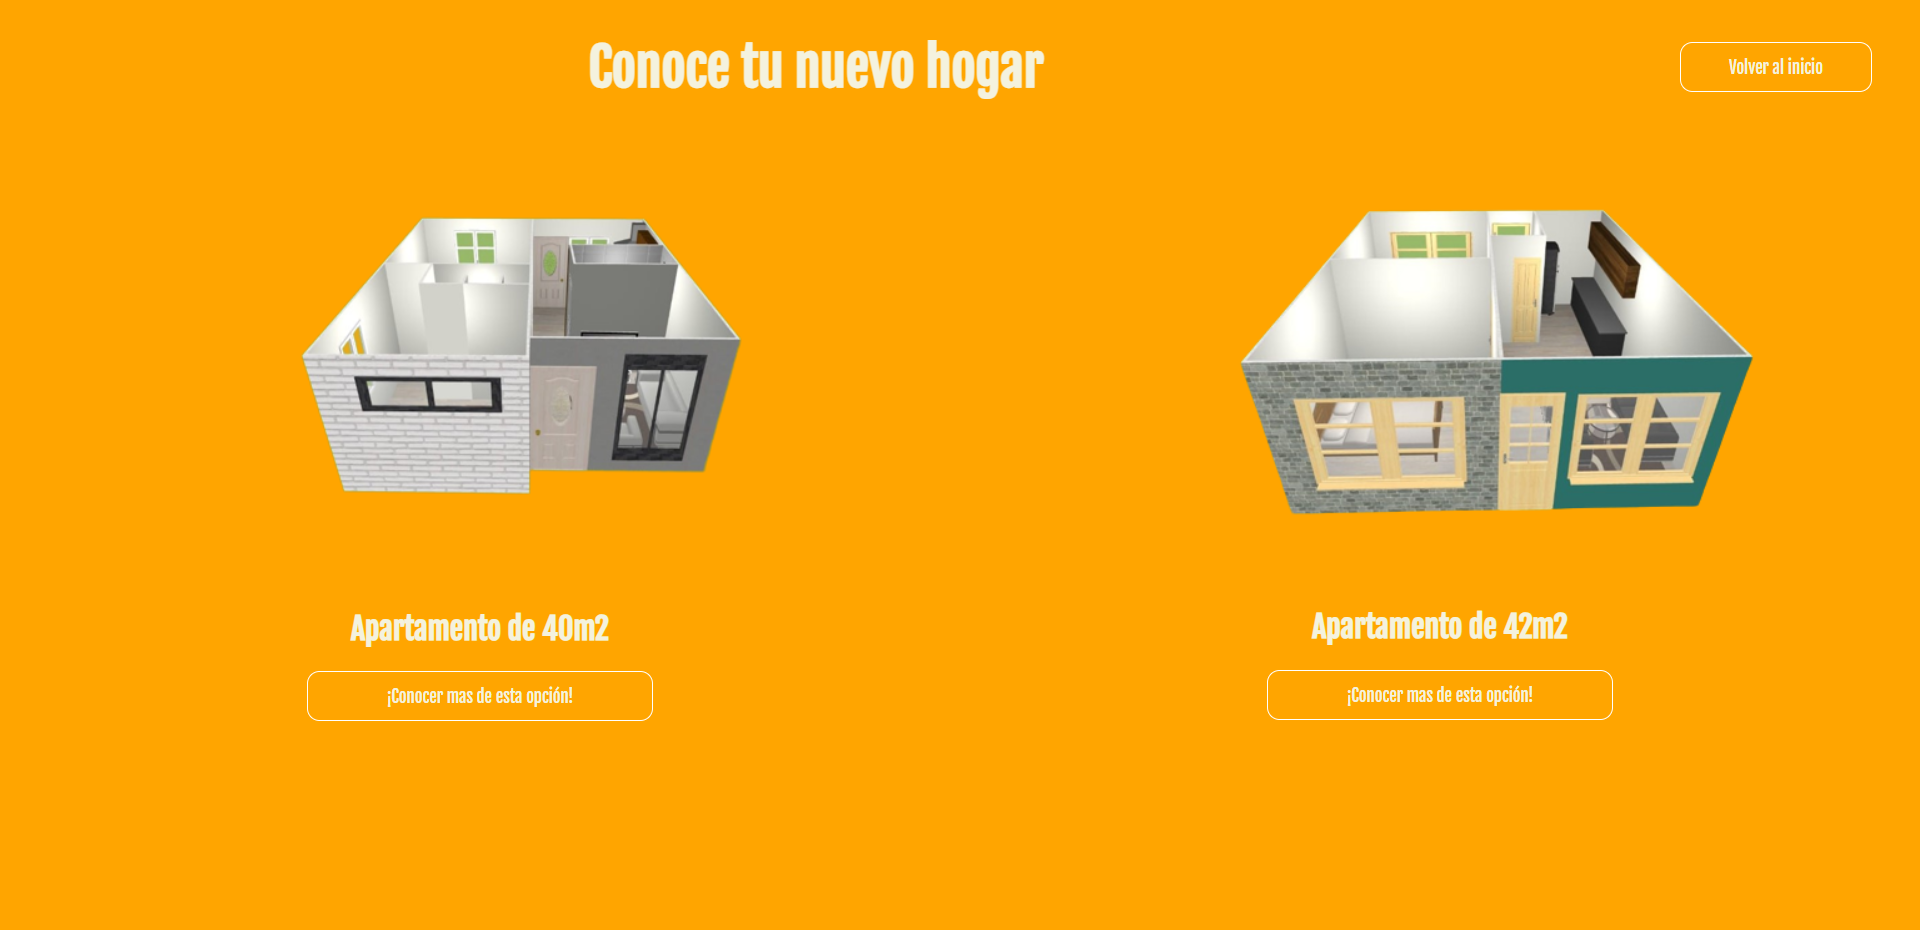 Conoce tu nuevo hogar
Volver al inicio
Apartamento de 40m2
¡Conocer mas de esta opción!
Apartamento de 42m2
¡Conocer mas de esta opción!